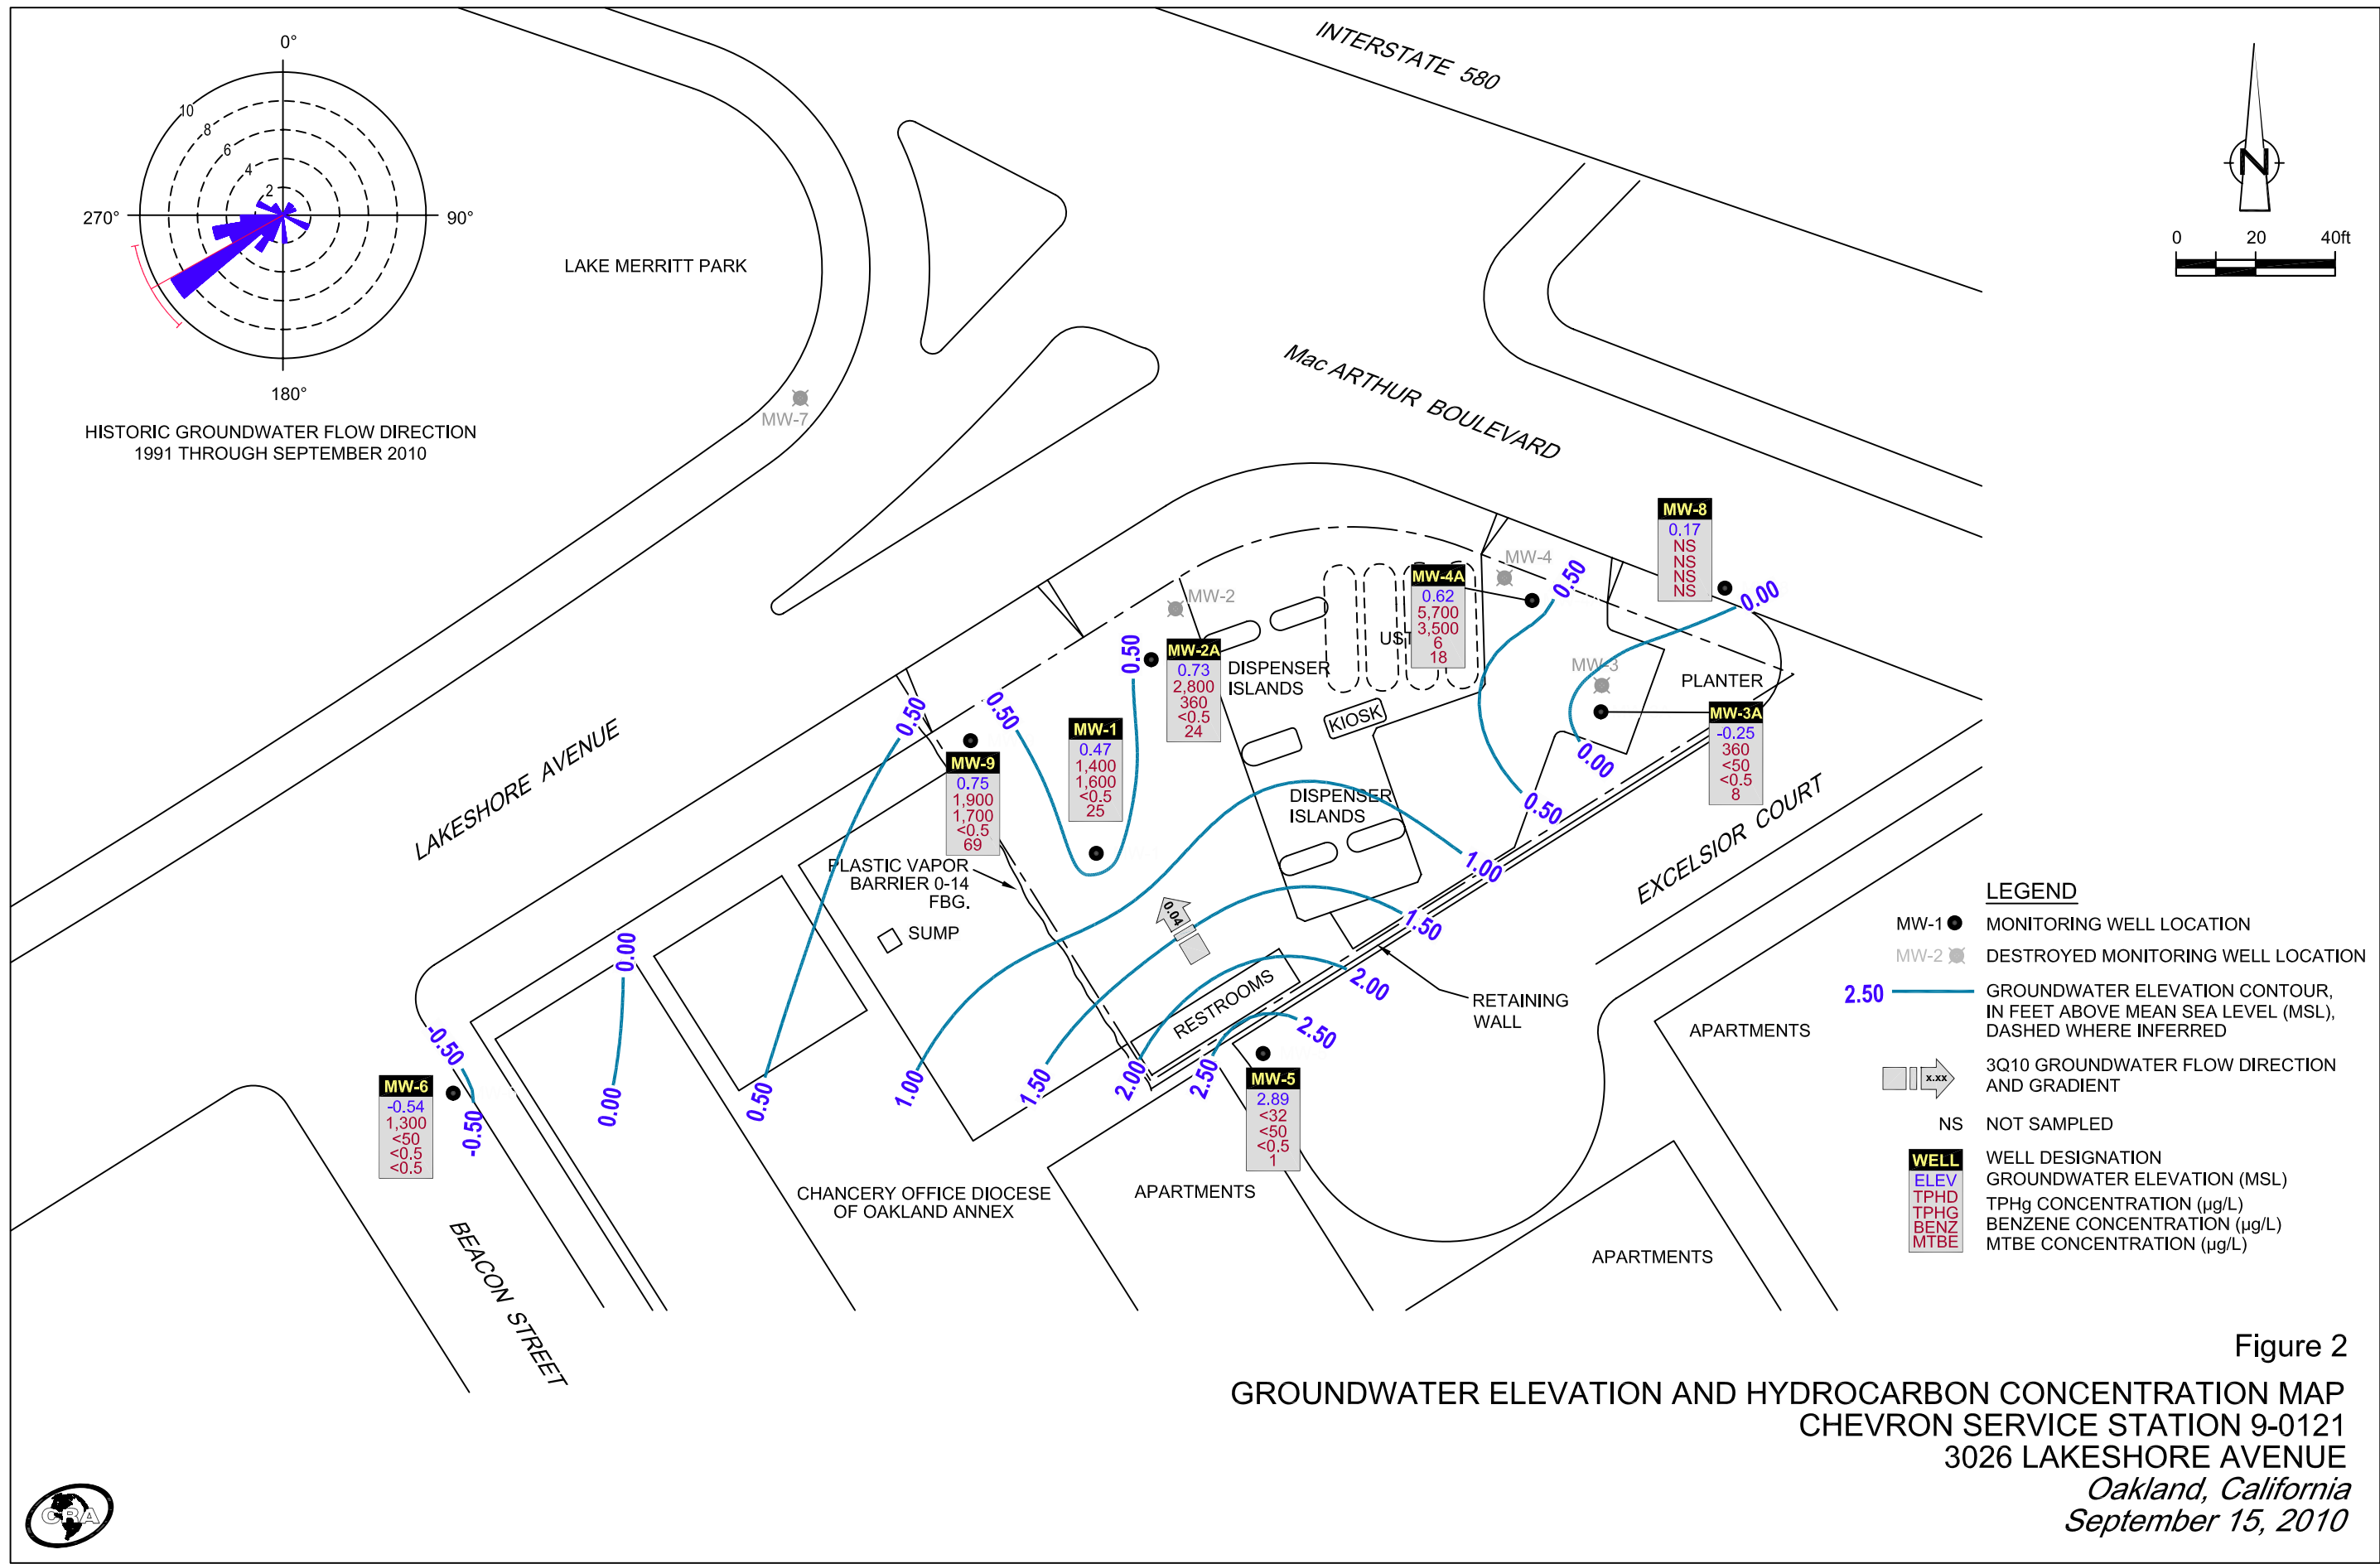 0°
10
8
6
4
2
270°
90°
180°
HISTORIC GROUNDWATER FLOW DIRECTION
1991 THROUGH SEPTEMBER 2010
INTERSTATE 580
N
0 20 40ft
LAKE MERRITT PARK
MW-7
Mac ARTHUR BOULEVARD
LAKESHORE AVENUE
MW-8
0.17
NS
NS
NS
NS
0.00
MW-4
0.50
MW-4A
0.62
5,700
3,500
6
18
UST
MW-2
0.50
MW-2A
0.73
2,800
360
<0.5
24
DISPENSER
ISLANDS
MW-3
PLANTER
MW-3A
-0.25
360
<50
<0.5
8
0.00
KIOSK
0.50
0.50
0.50
MW-1
0.47
1,400
1,600
<0.5
25
MW-9
0.75
1,900
1,700
<0.5
69
DISPENSER
ISLANDS
PLASTIC VAPOR
BARRIER 0-14
FBG.
SUMP
EXCELSIOR COURT
1.00
1.50
0.04
2.00
RESTROOMS
2.50
RETAINING
WALL
0.00
-0.50
MW-6
-0.54
1,300
<50
<0.5
<0.5
-0.50
0.00
0.50
1.00
1.50
2.00
2.50
MW-5
2.89
<32
<50
<0.5
1
APARTMENTS
CHANCERY OFFICE DIOCESE
OF OAKLAND ANNEX
APARTMENTS
APARTMENTS
BEACON STREET
LEGEND
MW-1 MONITORING WELL LOCATION
MW-2 DESTROYED MONITORING WELL LOCATION
2.50 GROUNDWATER ELEVATION CONTOUR,
IN FEET ABOVE MEAN SEA LEVEL (MSL),
DASHED WHERE INFERRED
x.xx 3Q10 GROUNDWATER FLOW DIRECTION
AND GRADIENT
NS NOT SAMPLED
WELL WELL DESIGNATION
ELEV GROUNDWATER ELEVATION (MSL)
TPHD
TPHG TPHg CONCENTRATION (µg/L)
BENZ BENZENE CONCENTRATION (µg/L)
MTBE MTBE CONCENTRATION (µg/L)
Figure 2
GROUNDWATER ELEVATION AND HYDROCARBON CONCENTRATION MAP
CHEVRON SERVICE STATION 9-0121
3026 LAKESHORE AVENUE
Oakland, California
September 15, 2010
CRA